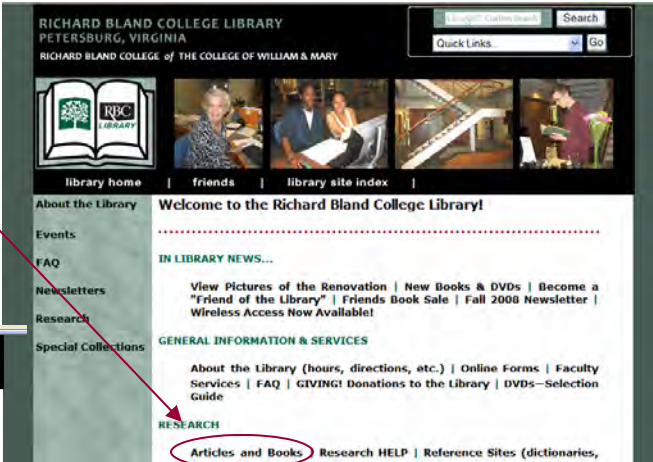 RICHARD BLAND COLLEGE LIBRARY
PETERSBURG, VIRGINIA
RICHARD BLAND COLLEGE of THE COLLEGE OF WILLIAM & MARY
Search
Quick Links...
Go
RBC
LIBRARY
library home | friends | library site index |
About the Library
Events
FAQ
Newsletters
Research
Special Collections
Welcome to the Richard Bland College Library!
IN LIBRARY NEWS...
View Pictures of the Renovation | New Books & DVDs | Become a
"Friend of the Library" | Friends Book Sale | Fall 2008 Newsletter |
Wireless Access Now Available!
GENERAL INFORMATION & SERVICES
About the Library (hours, directions, etc.) | Online Forms | Faculty
Services | FAQ | GIVING! Donations to the Library | DVDs—Selection
Guide
RESEARCH
Articles and Books | Research HELP | Reference Sites (dictionaries,